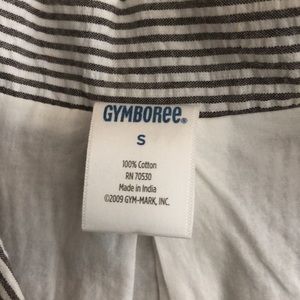 GYMBOREE®
S
100% Cotton
RN 70530
Made in India
©2009 GYM-MARK, INC.